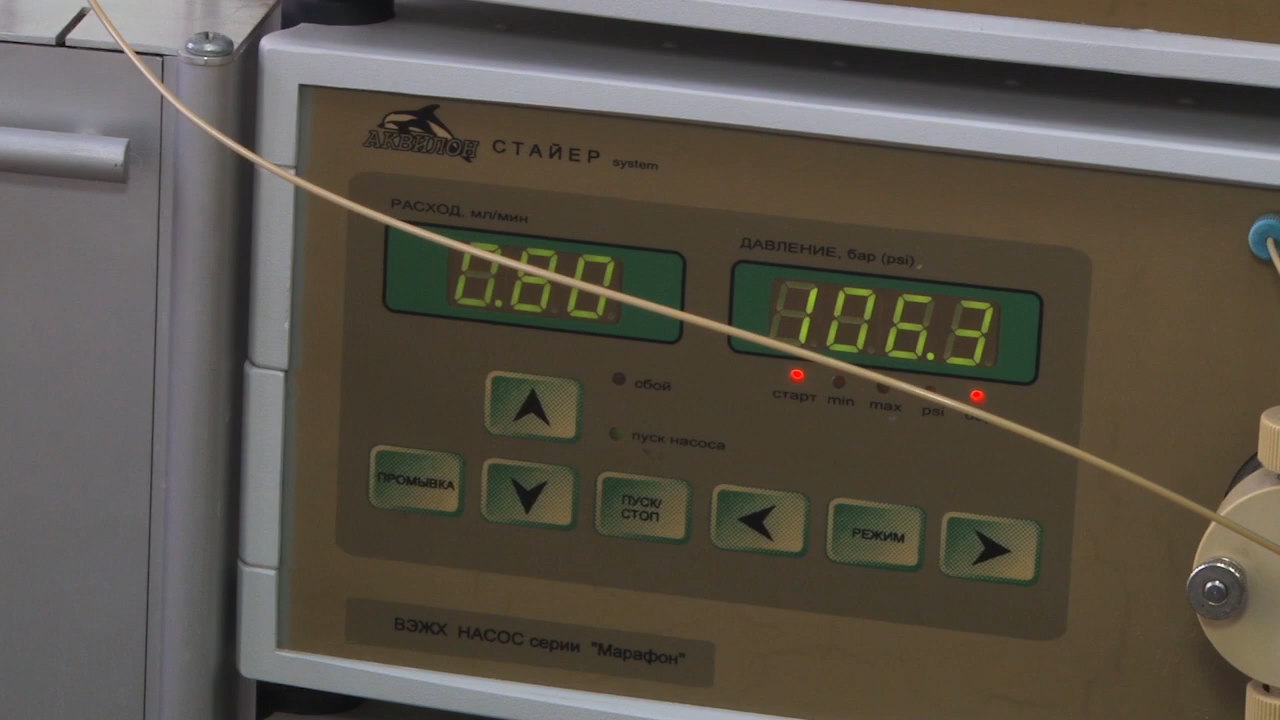 АКВИЛОН СТАЙЕР system
РАСХОД, мл/мин
ДАВЛЕНИЕ, бар (psi)
0.80
106.3
старт min max psi
сбой
пуск насоса
ПРОМЫВКА
ПУСК/
СТОП
РЕЖИМ
ВЭЖХ НАСОС серии "Марафон"